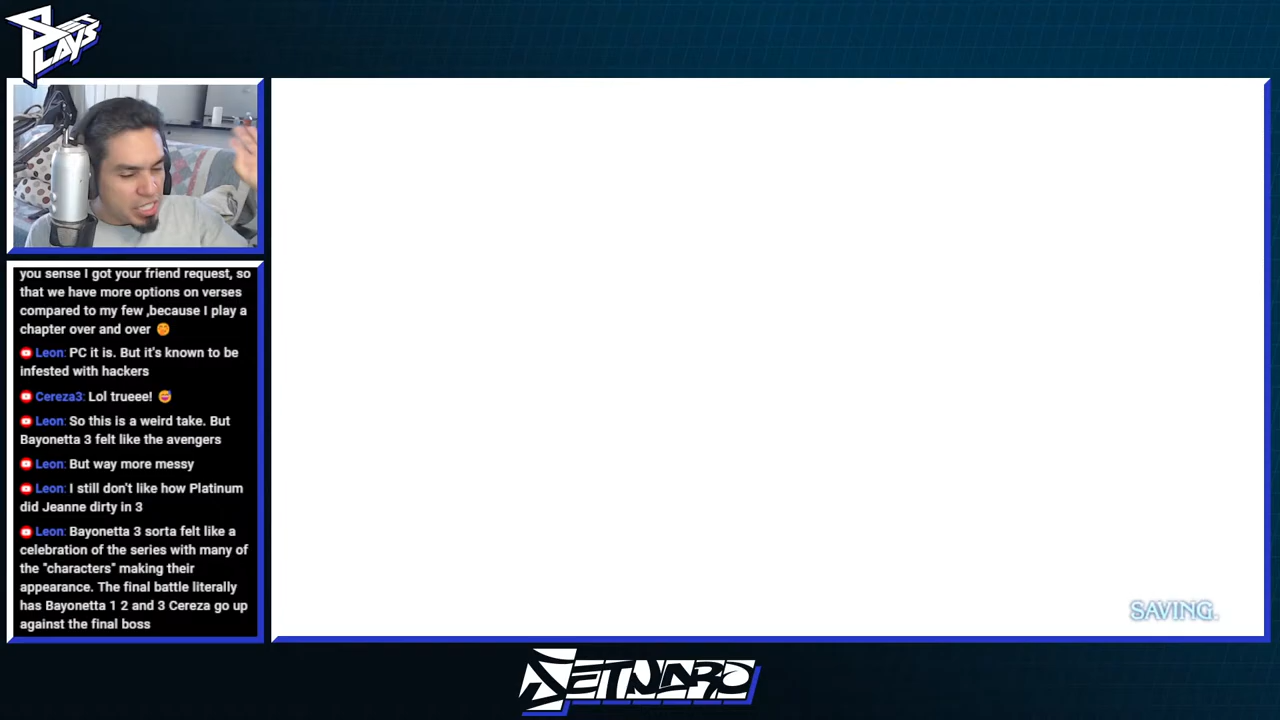 SET PLAYS
you sense I got your friend request, so
that we have more options on verses
compared to my few ,because I play a
chapter over and over
Leon: PC it is. But it's known to be
infested with hackers
Cereza3: Lol trueee!
Leon: So this is a weird take. But
Bayonetta 3 felt like the avengers
Leon: But way more messy
Leon: I still don't like how Platinum
did Jeanne dirty in 3
Leon: Bayonetta 3 sorta felt like a
celebration of the series with many of
the "characters" making their
appearance. The final battle literally
has Bayonetta 1 2 and 3 Cereza go up
against the final boss
SAVING.
SETNARO